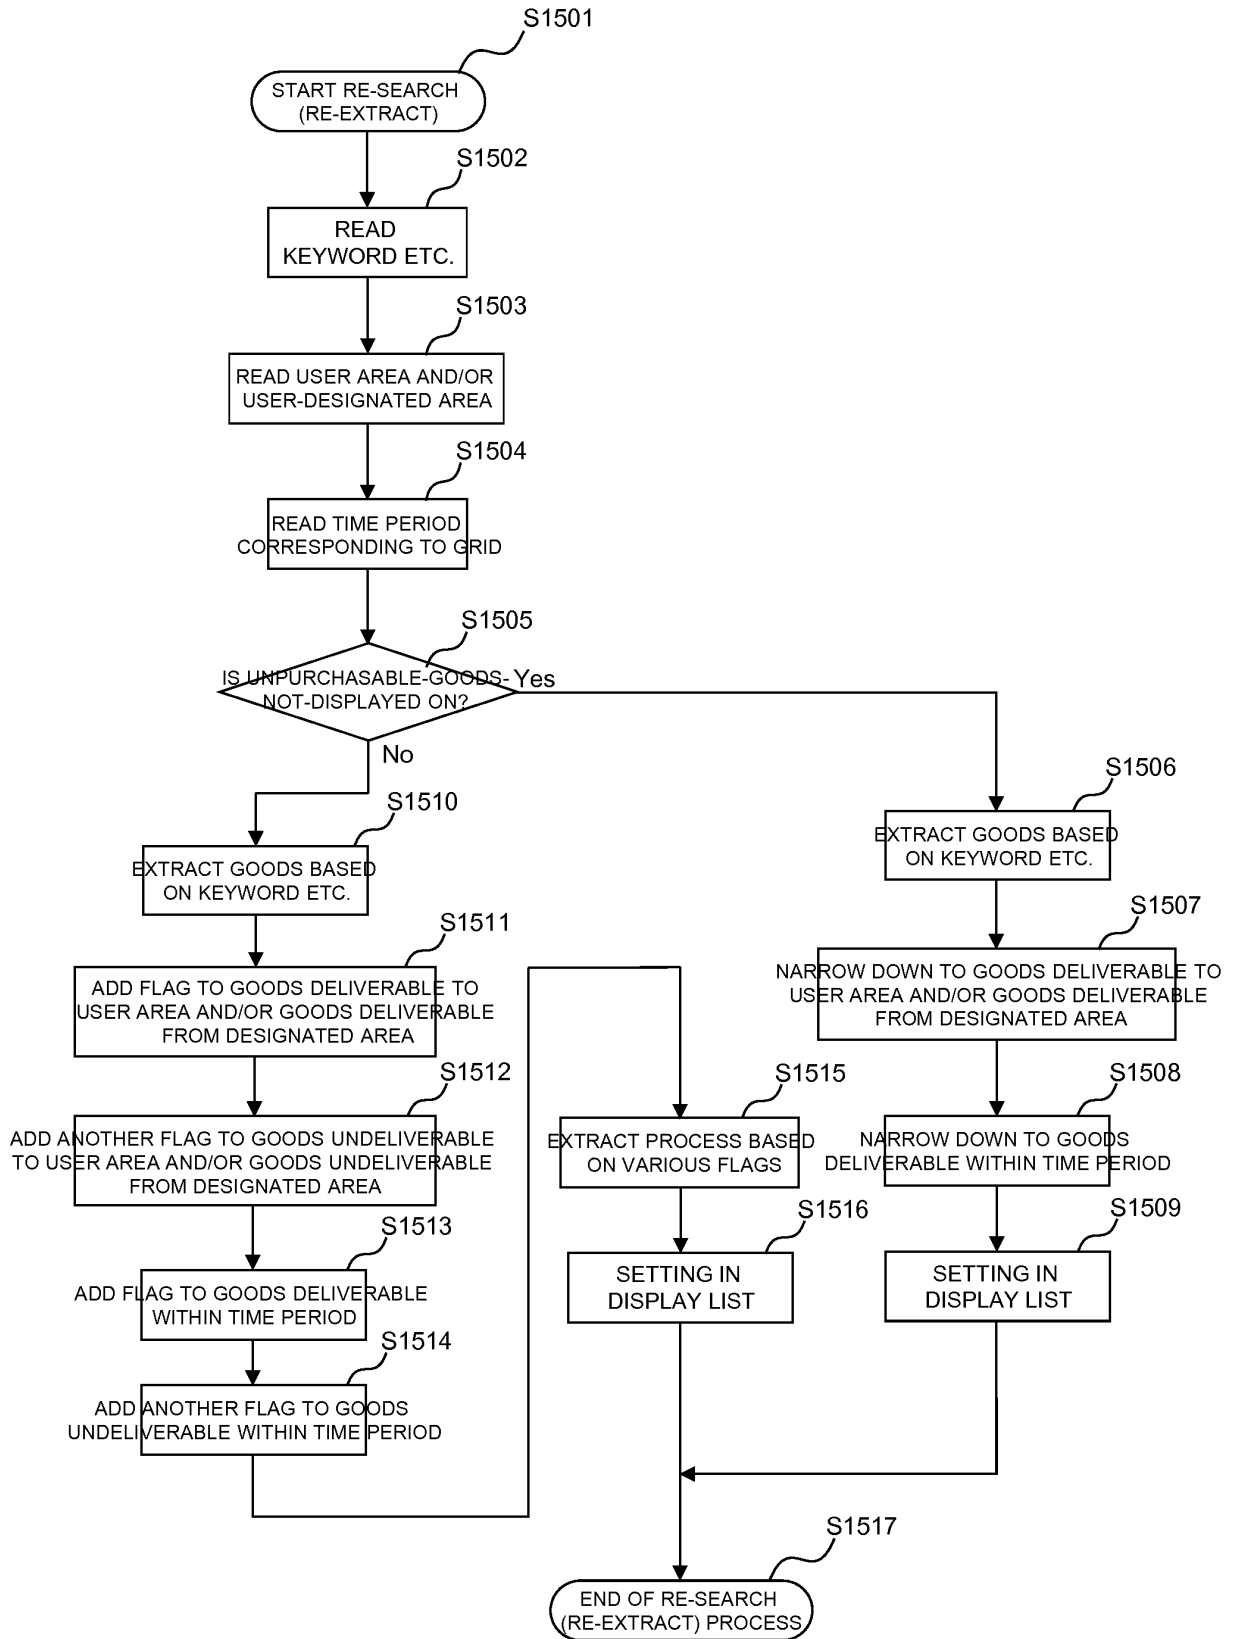 S1501
START RE-SEARCH
(RE-EXTRACT)
S1502
READ
KEYWORD ETC.
S1503
READ USER AREA AND/OR
USER-DESIGNATED AREA
S1504
READ TIME PERIOD
CORRESPONDING TO GRID
S1505
IS UNPURCHASABLE-GOODS-
NOT-DISPLAYED ON?
Yes
No
S1506
EXTRACT GOODS BASED
ON KEYWORD ETC.
S1507
NARROW DOWN TO GOODS DELIVERABLE TO
USER AREA AND/OR GOODS DELIVERABLE
FROM DESIGNATED AREA
S1508
NARROW DOWN TO GOODS
DELIVERABLE WITHIN TIME PERIOD
S1509
SETTING IN
DISPLAY LIST
S1510
EXTRACT GOODS BASED
ON KEYWORD ETC.
S1511
ADD FLAG TO GOODS DELIVERABLE TO
USER AREA AND/OR GOODS DELIVERABLE
FROM DESIGNATED AREA
S1512
ADD ANOTHER FLAG TO GOODS UNDELIVERABLE
TO USER AREA AND/OR GOODS UNDELIVERABLE
FROM DESIGNATED AREA
S1513
ADD FLAG TO GOODS DELIVERABLE
WITHIN TIME PERIOD
S1514
ADD ANOTHER FLAG TO GOODS
UNDELIVERABLE WITHIN TIME PERIOD
S1515
EXTRACT PROCESS BASED
ON VARIOUS FLAGS
S1516
SETTING IN
DISPLAY LIST
S1517
END OF RE-SEARCH
(RE-EXTRACT) PROCESS